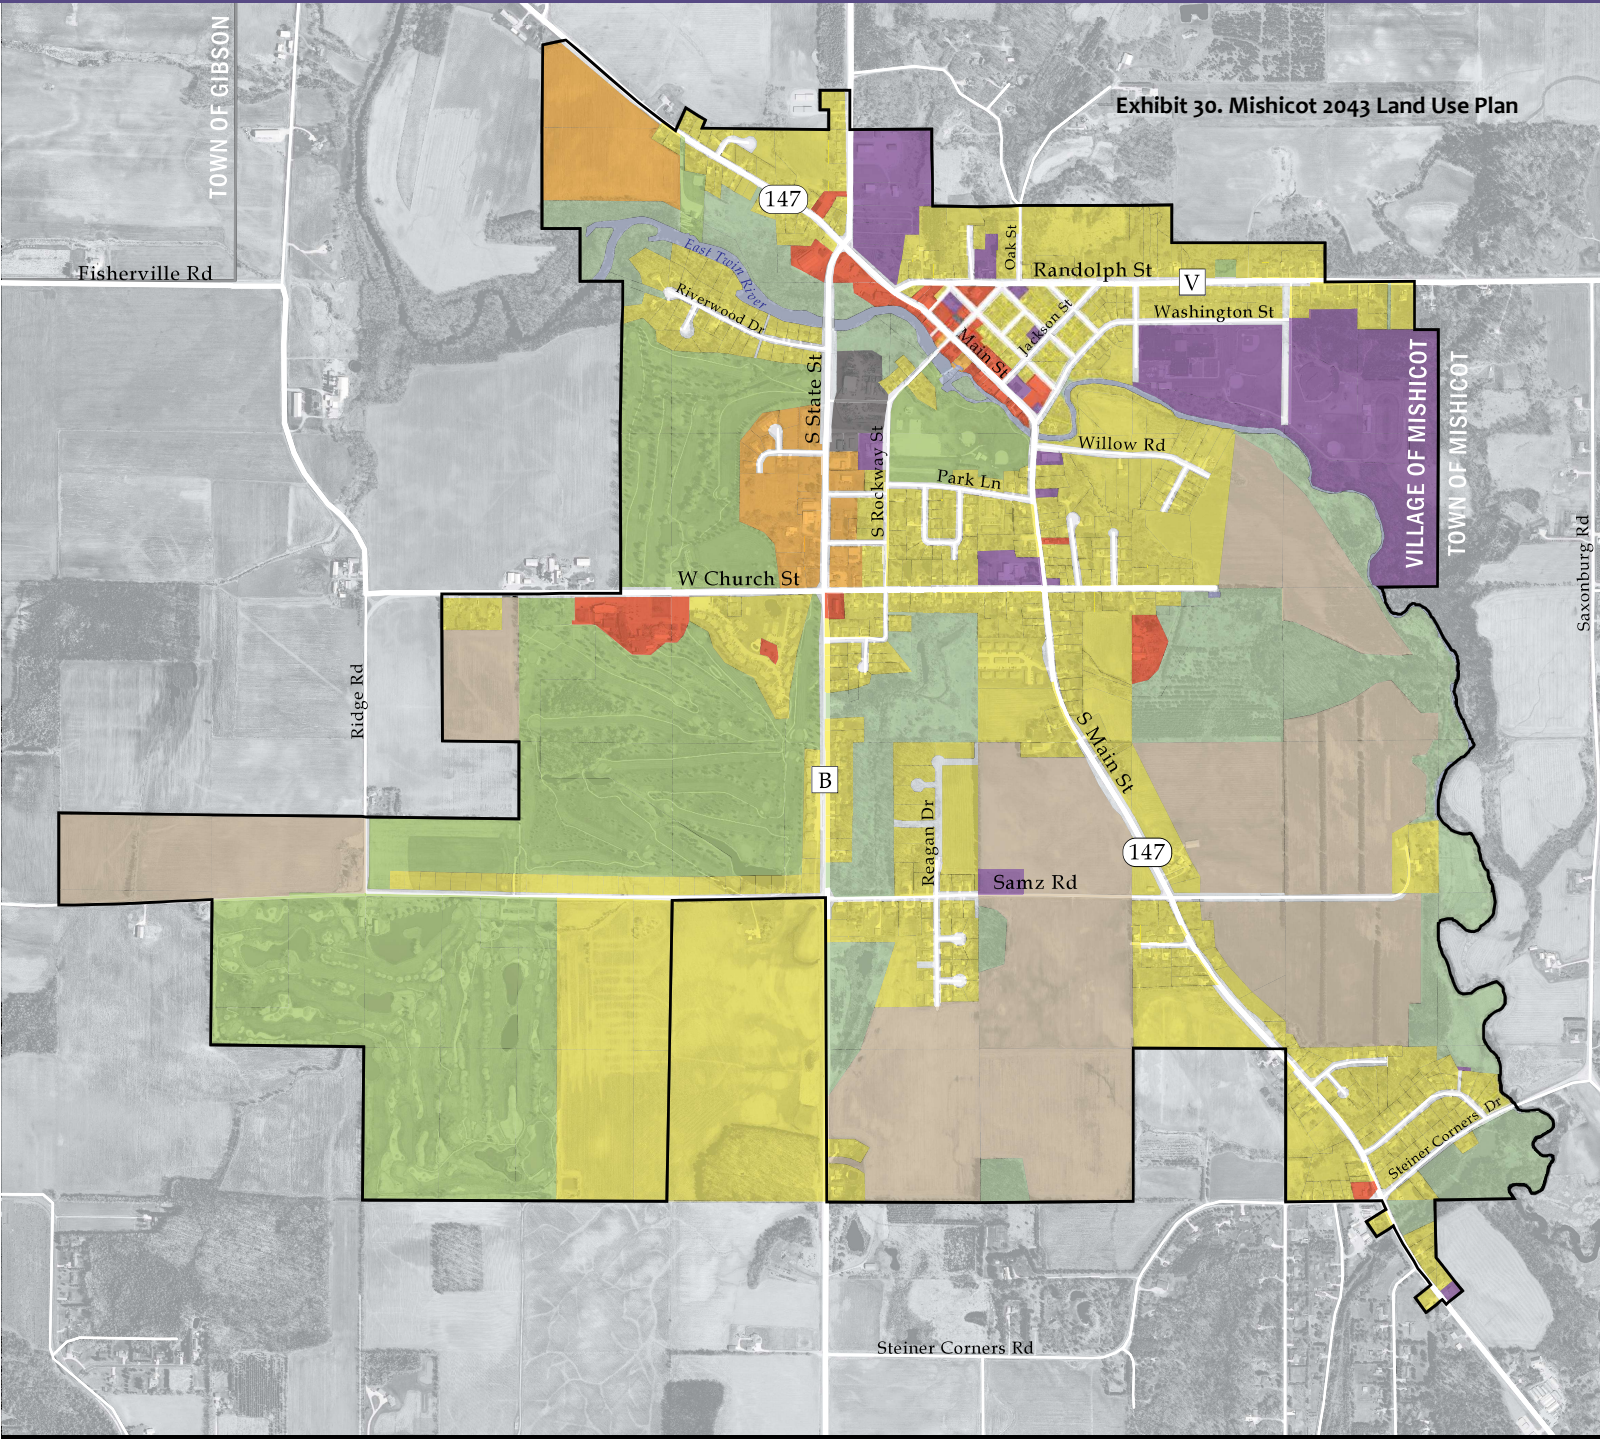 Exhibit 30. Mishicot 2043 Land Use Plan
TOWN OF GIBSON
147
Fisherville Rd
East Twin River
Oak St
Randolph St
V
Riverwood Dr
Washington St
Jackson St
Main St
S State St
VILLAGE OF MISHICOT
TOWN OF MISHICOT
S Rockway St
Willow Rd
Park Ln
Saxonburg Rd
W Church St
Ridge Rd
S Main St
B
Reagan Dr
147
Samz Rd
Steiner Corners Dr
Steiner Corners Rd